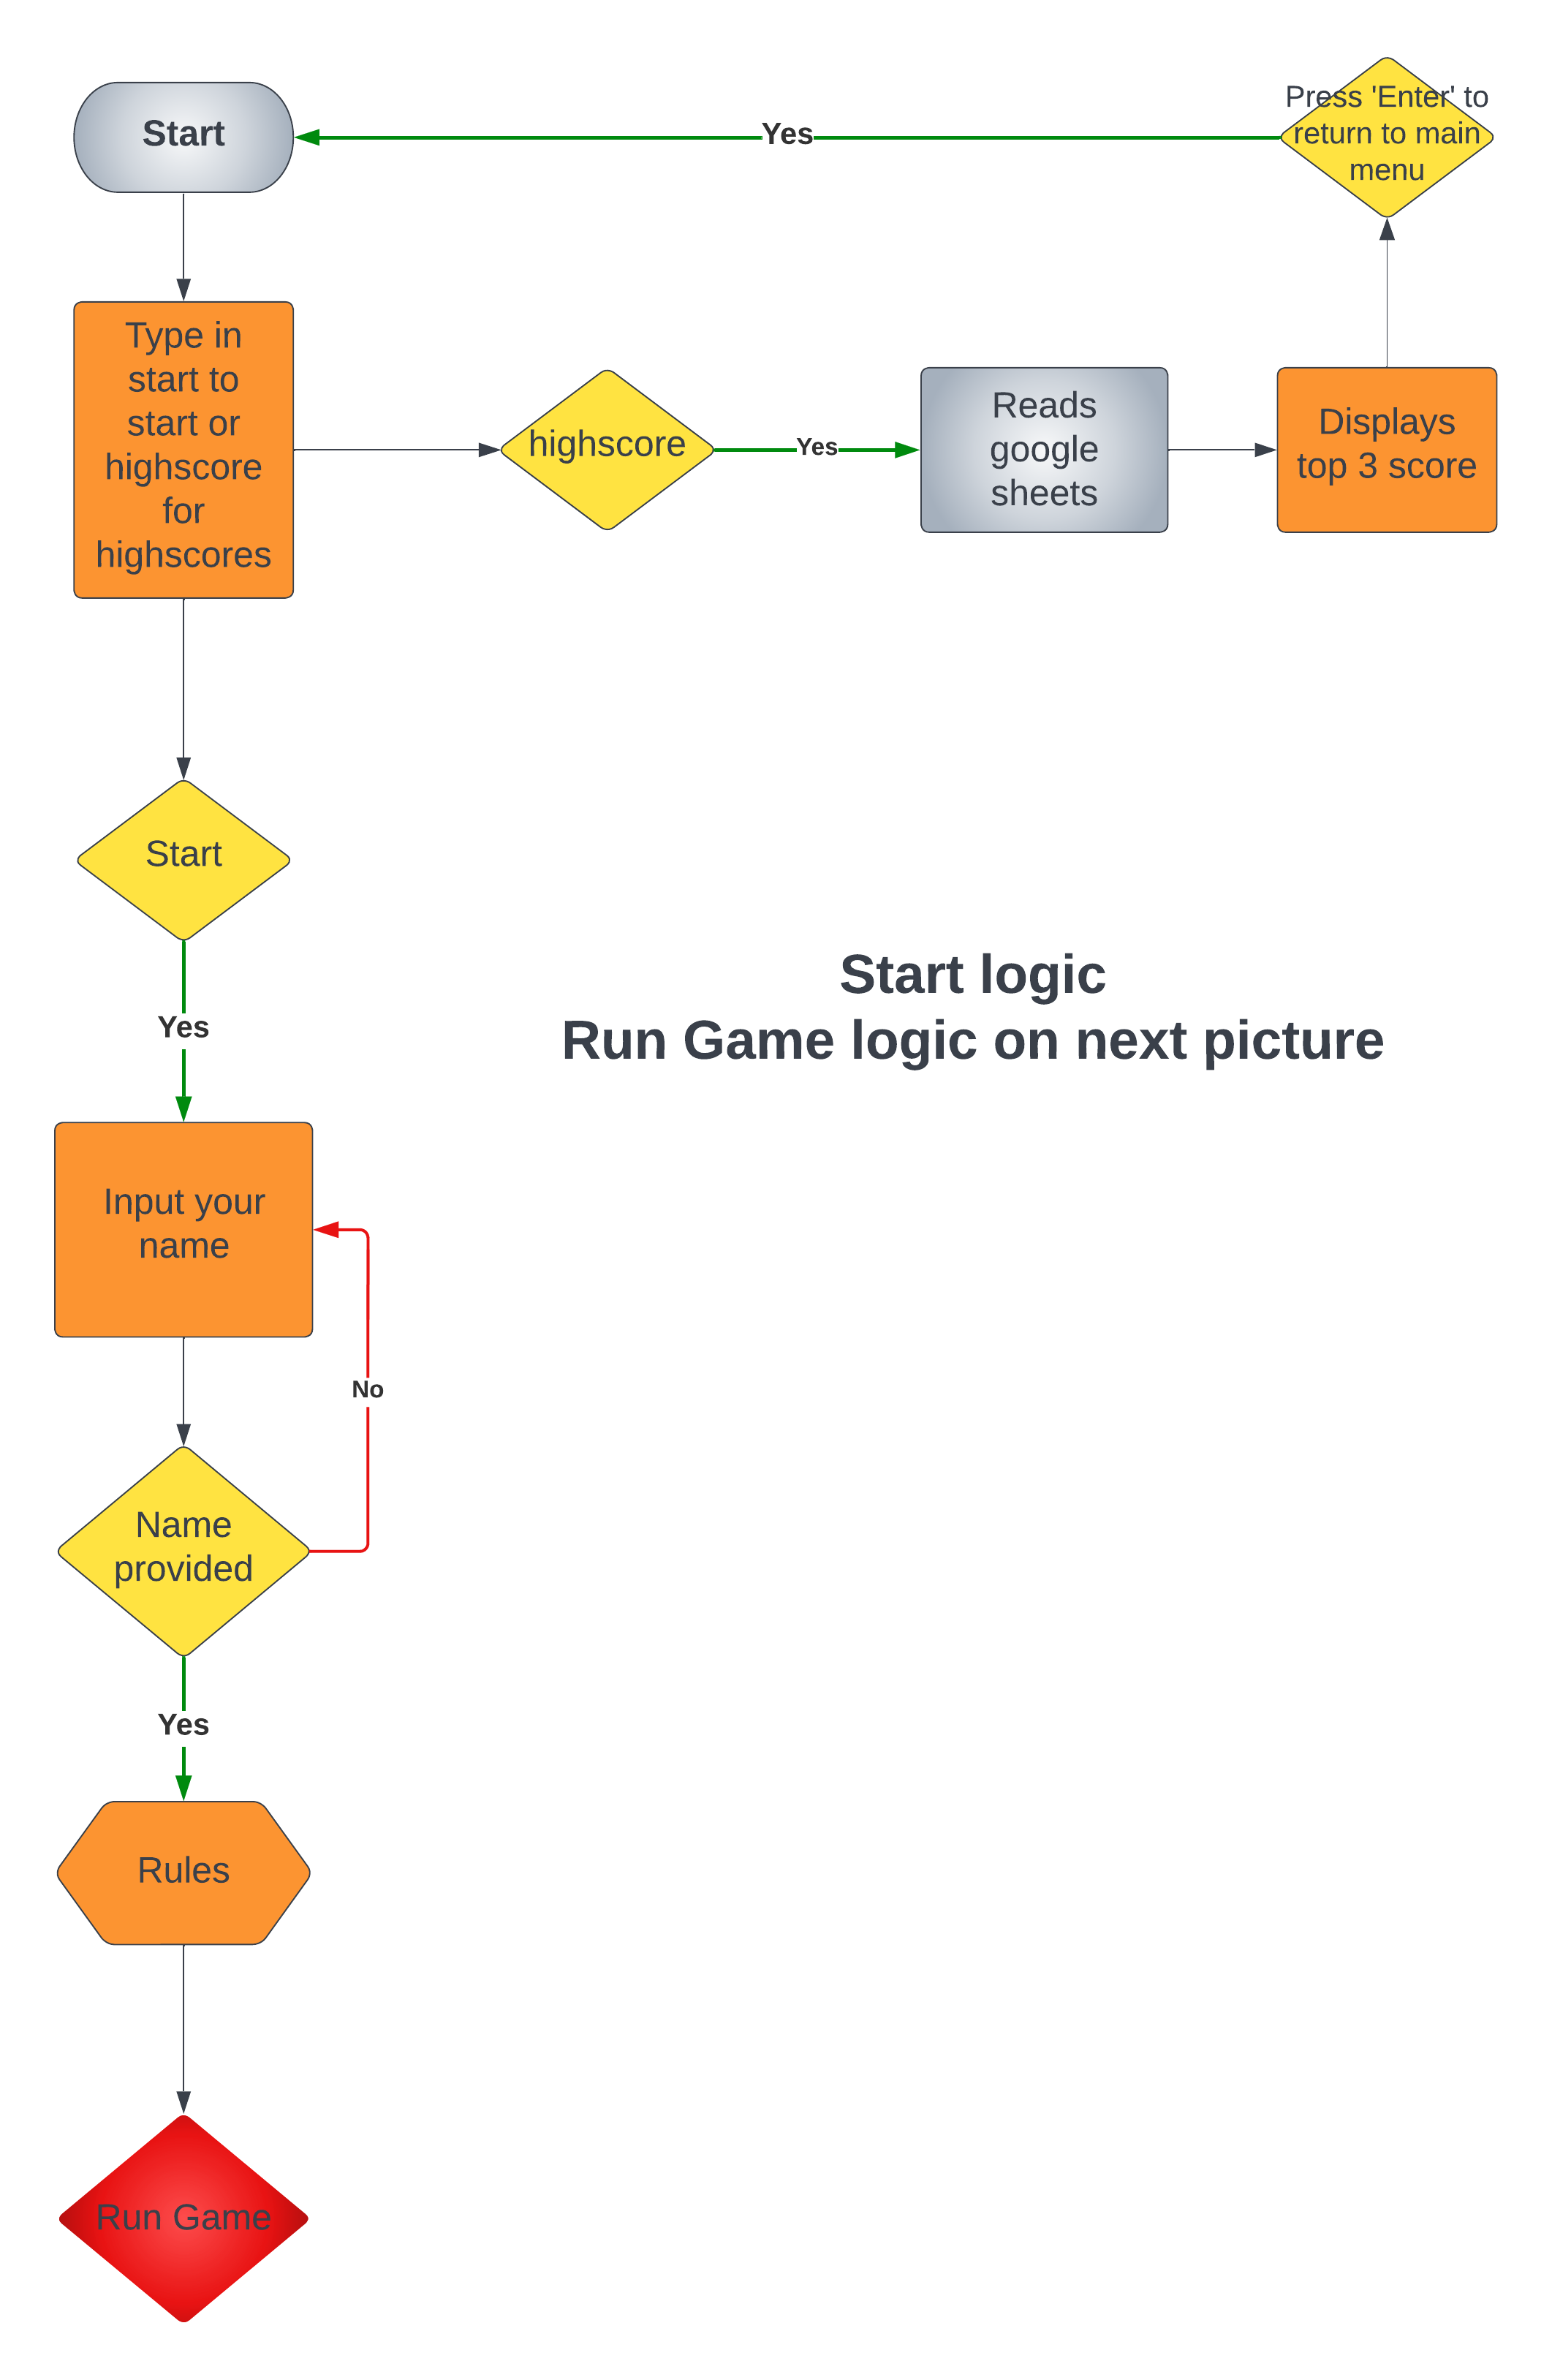 Start
Yes
Press 'Enter' to
return to main
menu
Type in
start to
start or
highscore
for
highscores
highscore
Yes
Reads
google
sheets
Displays
top 3 score
Start
Yes
Start logic
Run Game logic on next picture
Input your
name
No
Name
provided
Yes
Rules
Run Game